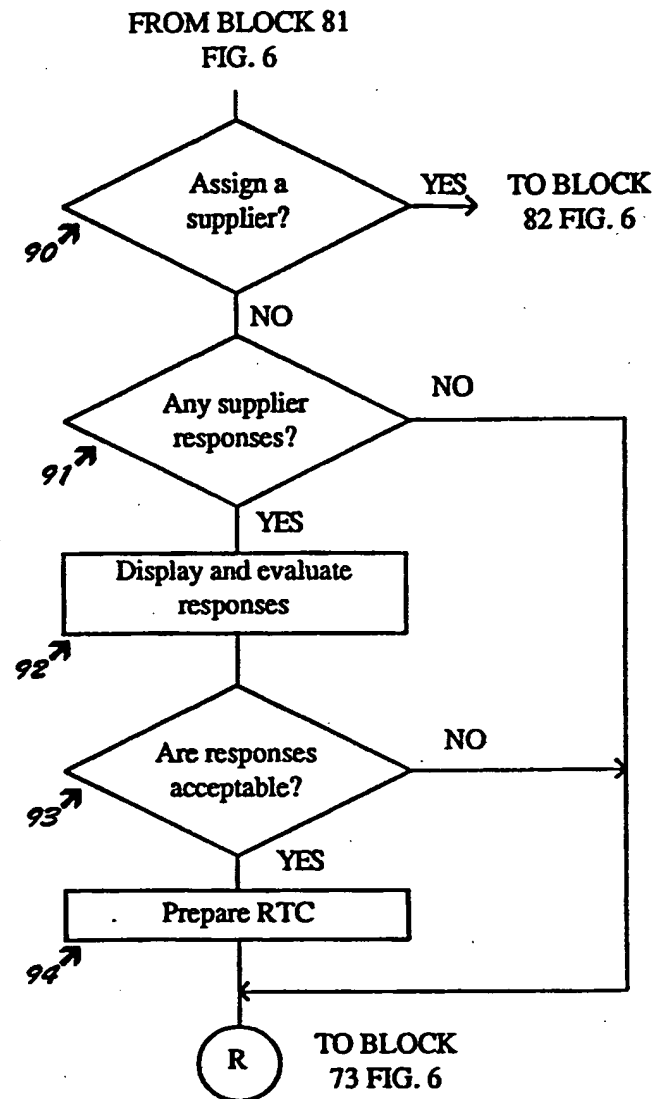 FROM BLOCK 81
FIG. 6
Assign a
supplier?
YES
TO BLOCK
82 FIG. 6
90
NO
Any supplier
responses?
NO
91
YES
Display and evaluate
responses
92
Are responses
acceptable?
NO
93
YES
Prepare RTC
94
R
TO BLOCK
73 FIG. 6